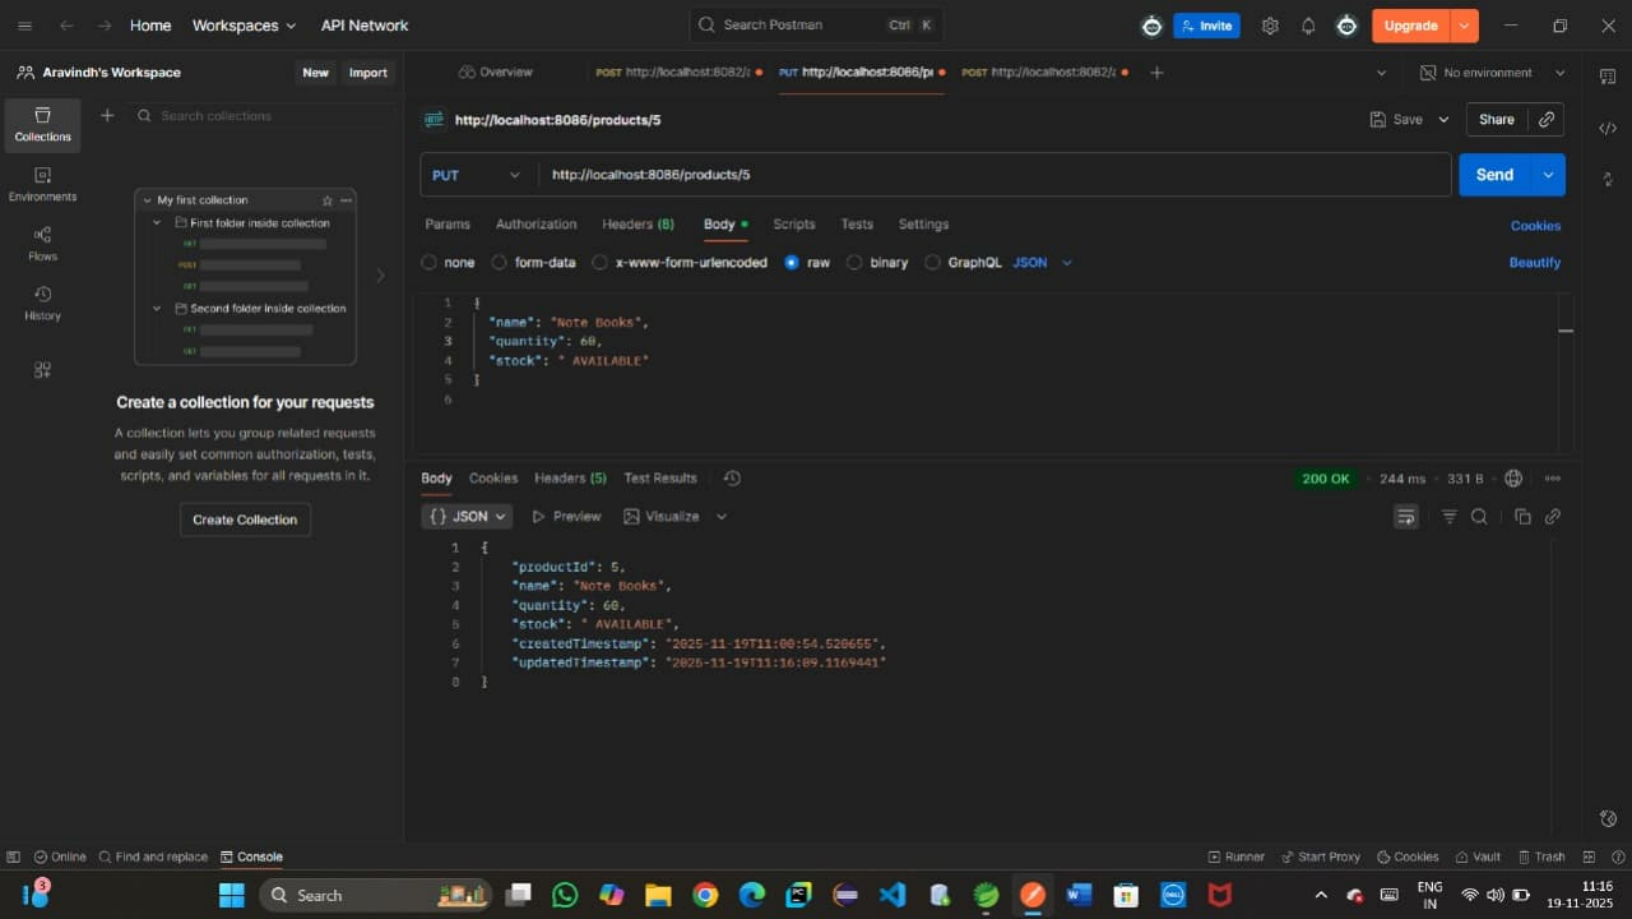 Home Workspaces API Network
Search Postman Ctrl K
Invite
Upgrade
Aravindh's Workspace New Import
Overview
POST http://localhost:8082/
PUT http://localhost:8086/p
POST http://localhost:8082/
No environment
Collections
Search collections
Environments
Flows
History
My first collection
First folder inside collection
GET
POST
GET
Second folder inside collection
GET
GET
Create a collection for your requests
A collection lets you group related requests
and easily set common authorization, tests,
scripts, and variables for all requests in it.
Create Collection
HTTP http://localhost:8086/products/5
Save Share
PUT http://localhost:8086/products/5 Send
Params Authorization Headers (8) Body Scripts Tests Settings Cookies
none form-data x-www-form-urlencoded raw binary GraphQL JSON Beautify
1 {
2 "name": "Note Books",
3 "quantity": 60,
4 "stock": " AVAILABLE"
5 }
6
Body Cookies Headers (5) Test Results 200 OK 244 ms 331 B
{} JSON Preview Visualize
1 {
2 "productId": 5,
3 "name": "Note Books",
4 "quantity": 60,
5 "stock": " AVAILABLE",
6 "createdTimestamp": "2025-11-19T11:00:54.520655",
7 "updatedTimestamp": "2025-11-19T11:16:09.1169441"
8 }
Online Find and replace Console
Runner Start Proxy Cookies Vault Trash
3
Search
ENG
IN
11:16
19-11-2025